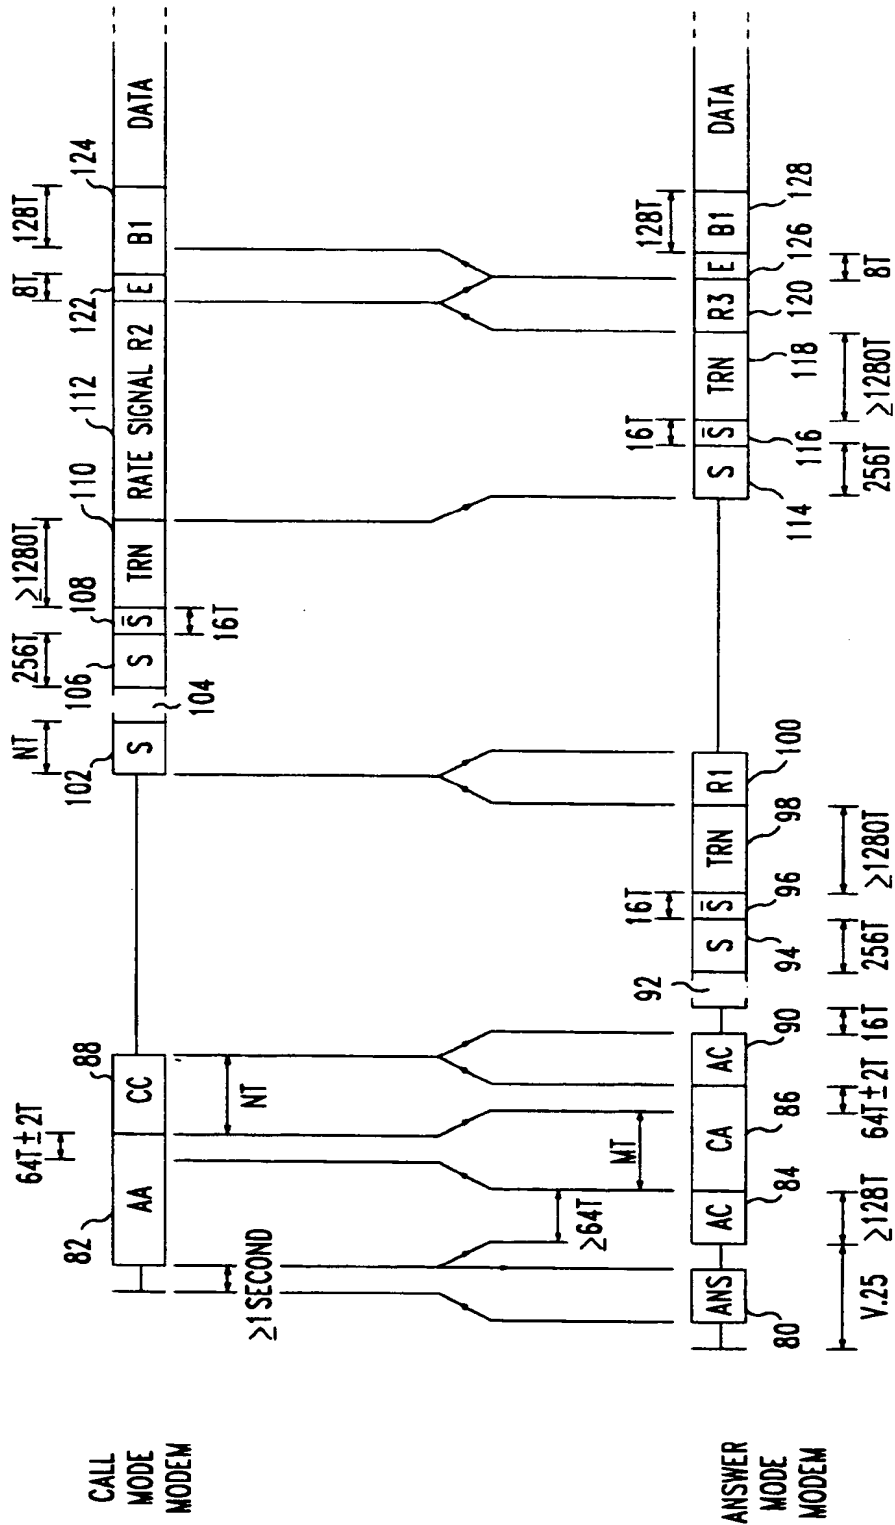 CALL
MODE
MODEM
≥1 SECOND
82
AA
64T±2T
CC
88
NT
102
S
NT
104
106
S
256T
S̄
108
16T
TRN
≥1280T
110
RATE SIGNAL R2
112
122
E
8T
B1
128T
124
DATA
≥64T
MT
NT
ANSWER
MODE
MODEM
80
ANS
V.25
AC
84
≥128T
CA
86
64T±2T
AC
90
16T
92
S
94
256T
S̄
96
16T
TRN
98
≥1280T
R1
100
S
114
256T
S̄
116
16T
TRN
118
≥1280T
R3
120
E
126
8T
B1
128T
128
DATA